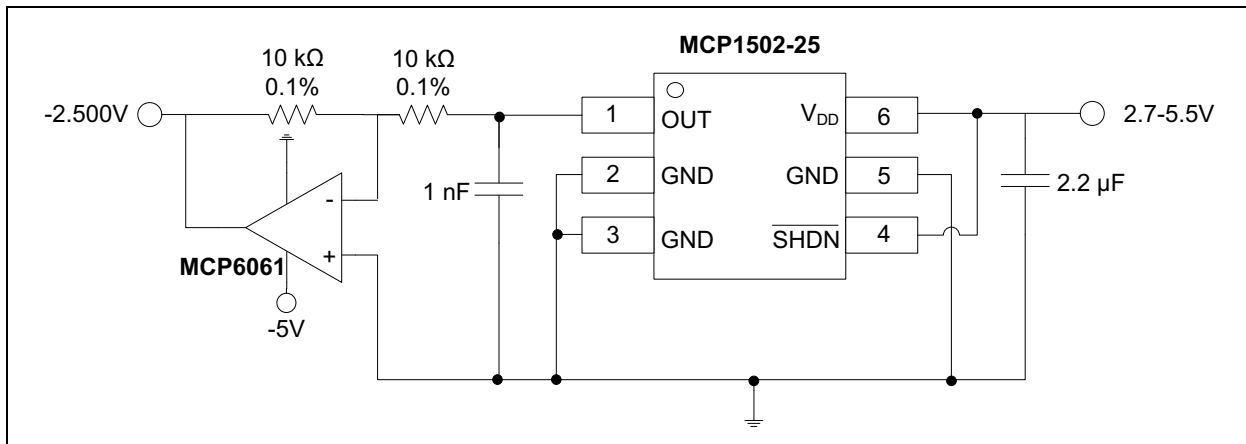 MCP1502-25
10 kΩ
0.1%
10 kΩ
0.1%
-2.500V
1
OUT
VDD
6
2.7-5.5V
2
GND
GND
5
3
GND
SHDN
4
1 nF
2.2 µF
-
+
MCP6061
-5V